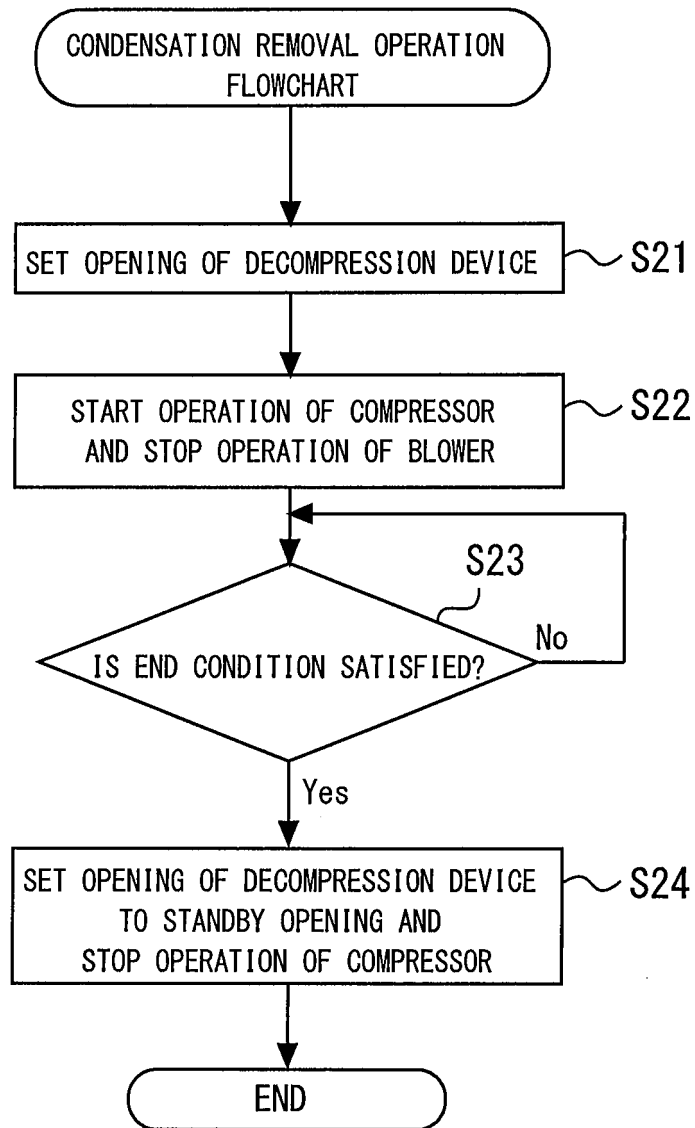 CONDENSATION REMOVAL OPERATION
FLOWCHART
SET OPENING OF DECOMPRESSION DEVICE
S21
START OPERATION OF COMPRESSOR
AND STOP OPERATION OF BLOWER
S22
S23
IS END CONDITION SATISFIED?
No
Yes
SET OPENING OF DECOMPRESSION DEVICE
TO STANDBY OPENING AND
STOP OPERATION OF COMPRESSOR
S24
END